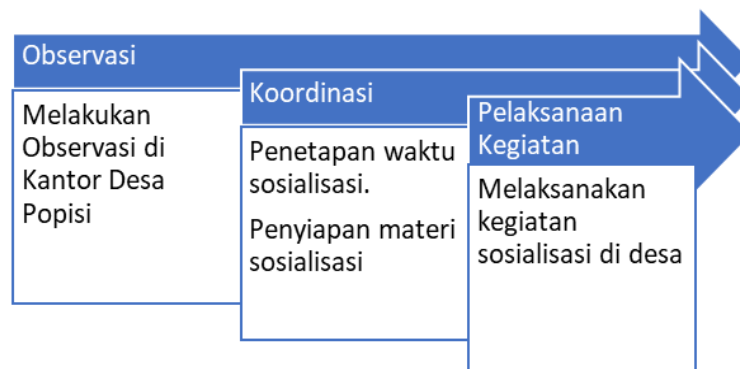 Observasi
Melakukan
Observasi di
Kantor Desa
Popisi
Koordinasi
Penetapan waktu
sosialisasi.
Penyiapan materi
sosialisasi
Pelaksanaan
Kegiatan
Melaksanakan
kegiatan
sosialisasi di desa